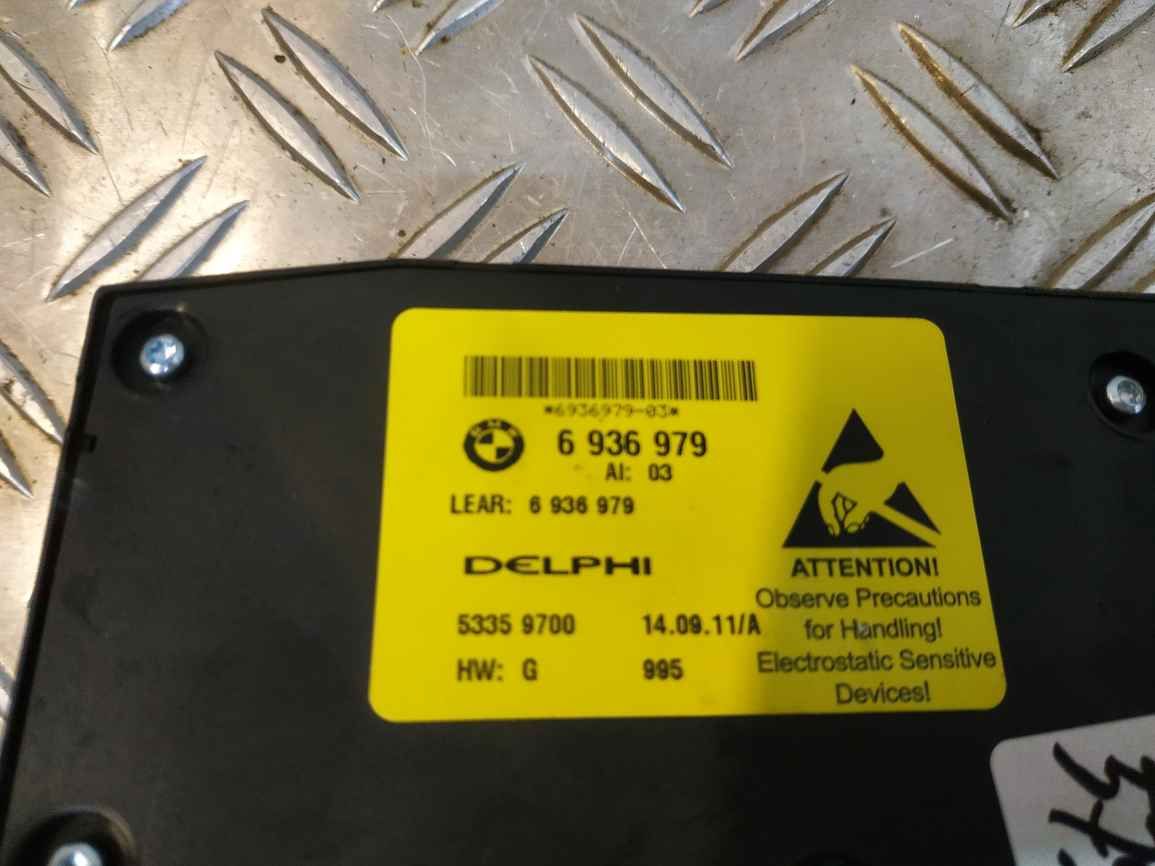 *6936979-03*
BMW
6 936 979
AI: 03
LEAR: 6 936 979
DELPHI
5335 9700 14.09.11/A
HW: G 995
ATTENTION!
Observe Precautions
for Handling!
Electrostatic Sensitive
Devices!